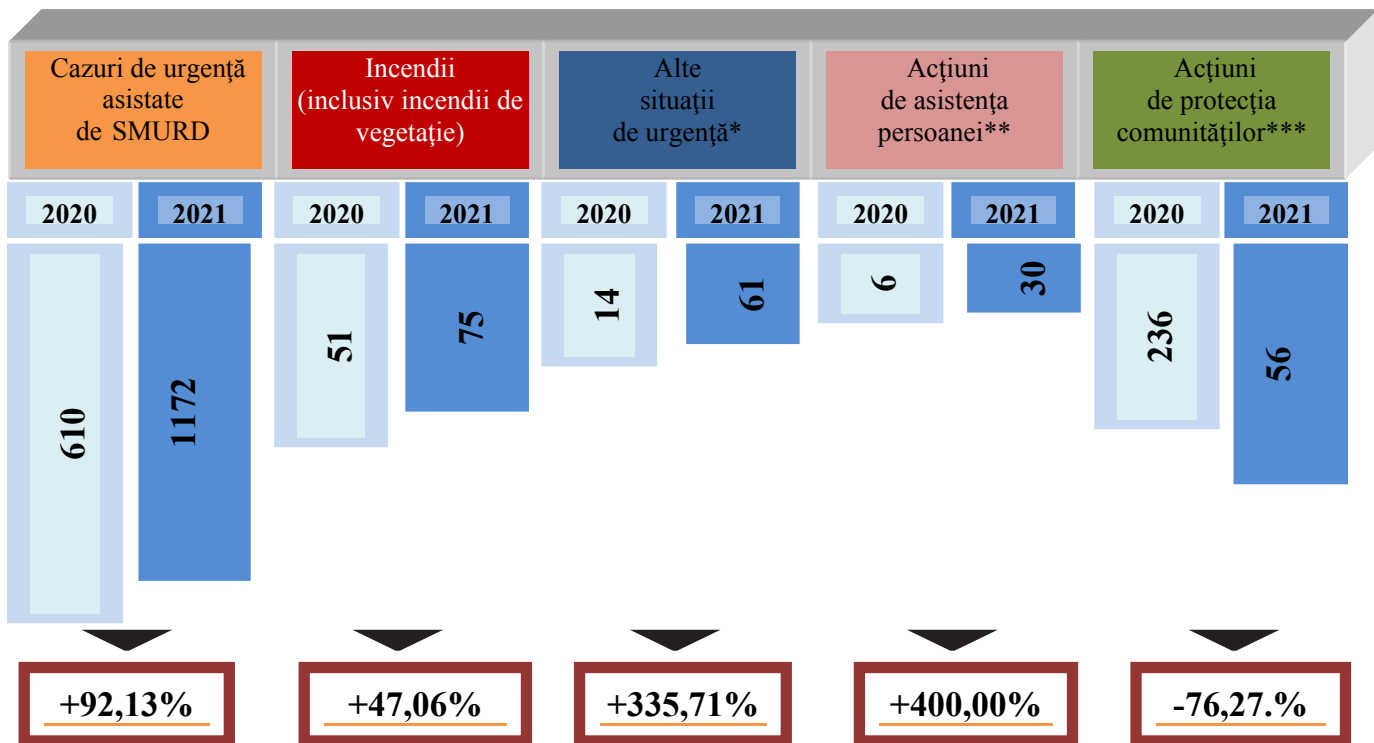 Cazuri de urgenţă
asistate
de SMURD
Incendii
(inclusiv incendii de
vegetaţie)
Alte
situaţii
de urgenţă*
Acţiuni
de asistenţa
persoanei**
Acţiuni
de protecţia
comunităţilor***
2020
2021
2020
2021
2020
2021
2020
2021
2020
2021
610
1172
51
75
14
61
6
30
236
56
+92,13%
+47,06%
+335,71%
+400,00%
-76,27.%